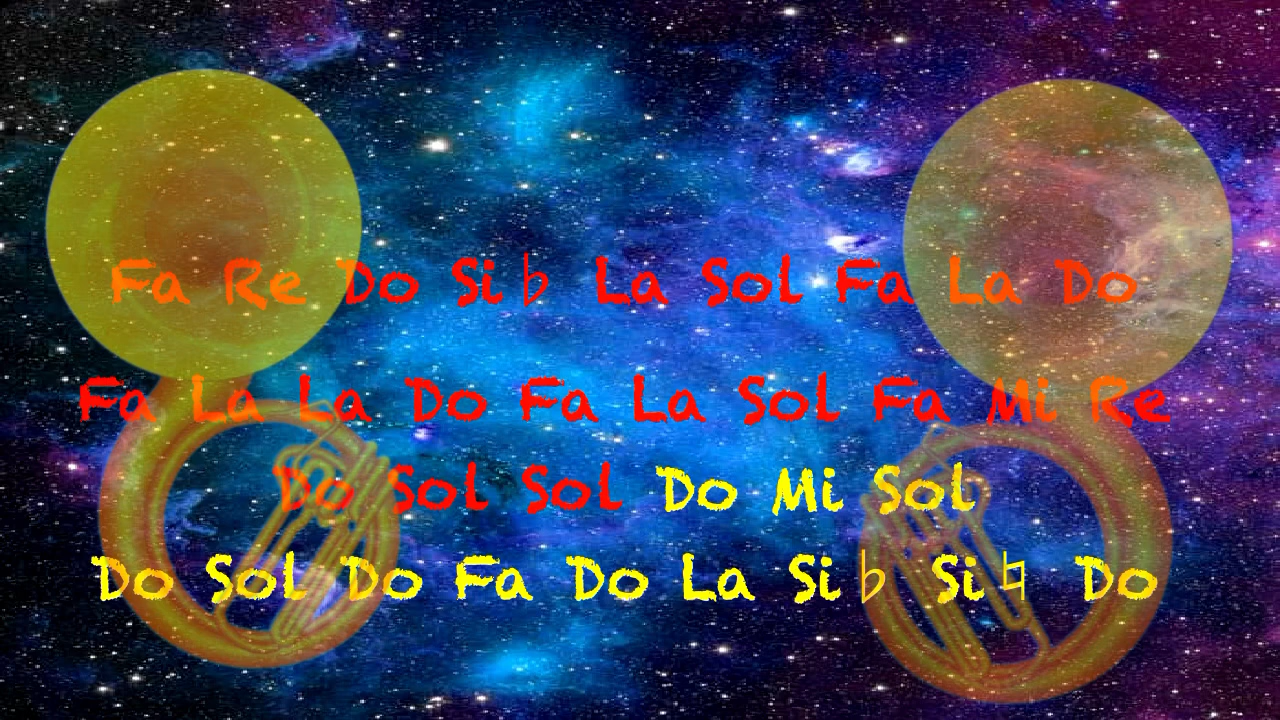 Fa Re Do Si♭ La Sol Fa La Do
Fa La La Do Fa La Sol Fa Mi Re
Do Sol Sol Do Mi Sol
Do Sol Do Fa Do La Si♭ Si♮ Do